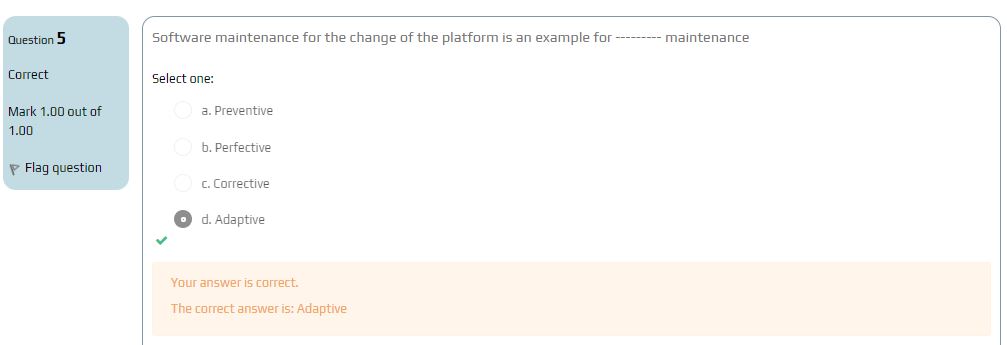 Question 5
Correct
Mark 1.00 out of
1.00
Flag question
Software maintenance for the change of the platform is an example for --------- maintenance
Select one:
a. Preventive
b. Perfective
c. Corrective
d. Adaptive
Your answer is correct.
The correct answer is: Adaptive